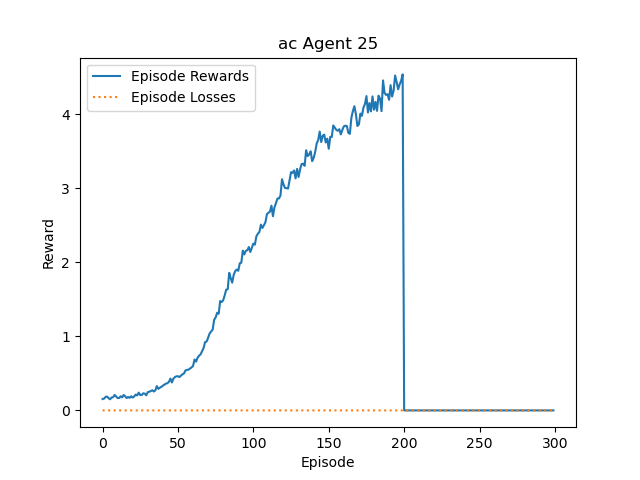 ac Agent 25
Episode Rewards
Episode Losses
4
3
2
1
0
Reward
0 50 100 150 200 250 300
Episode